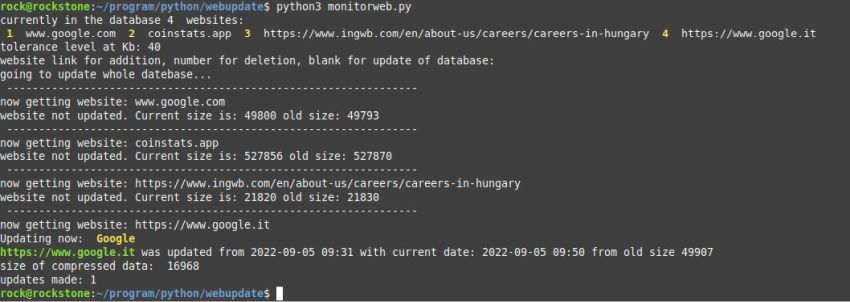 rock@rockstone:~/program/python/webupdate$ python3 monitorweb.py
currently in the database 4  websites:
 1  www.google.com  2  coinstats.app  3  https://www.ingwb.com/en/about-us/careers/careers-in-hungary  4  https://www.google.it
tolerance level at Kb: 40
website link for addition, number for deletion, blank for update of database:
going to update whole datebase...
----------------------------------------------------------------
now getting website: www.google.com
website not updated. Current size is: 49800 old size: 49793
----------------------------------------------------------------
now getting website: coinstats.app
website not updated. Current size is: 527856 old size: 527870
----------------------------------------------------------------
now getting website: https://www.ingwb.com/en/about-us/careers/careers-in-hungary
website not updated. Current size is: 21820 old size: 21830
----------------------------------------------------------------
now getting website: https://www.google.it
Updating now:  Google
https://www.google.it was updated from 2022-09-05 09:31 with current date: 2022-09-05 09:50 from old size 49907
size of compressed data:  16968
updates made: 1
rock@rockstone:~/program/python/webupdate$